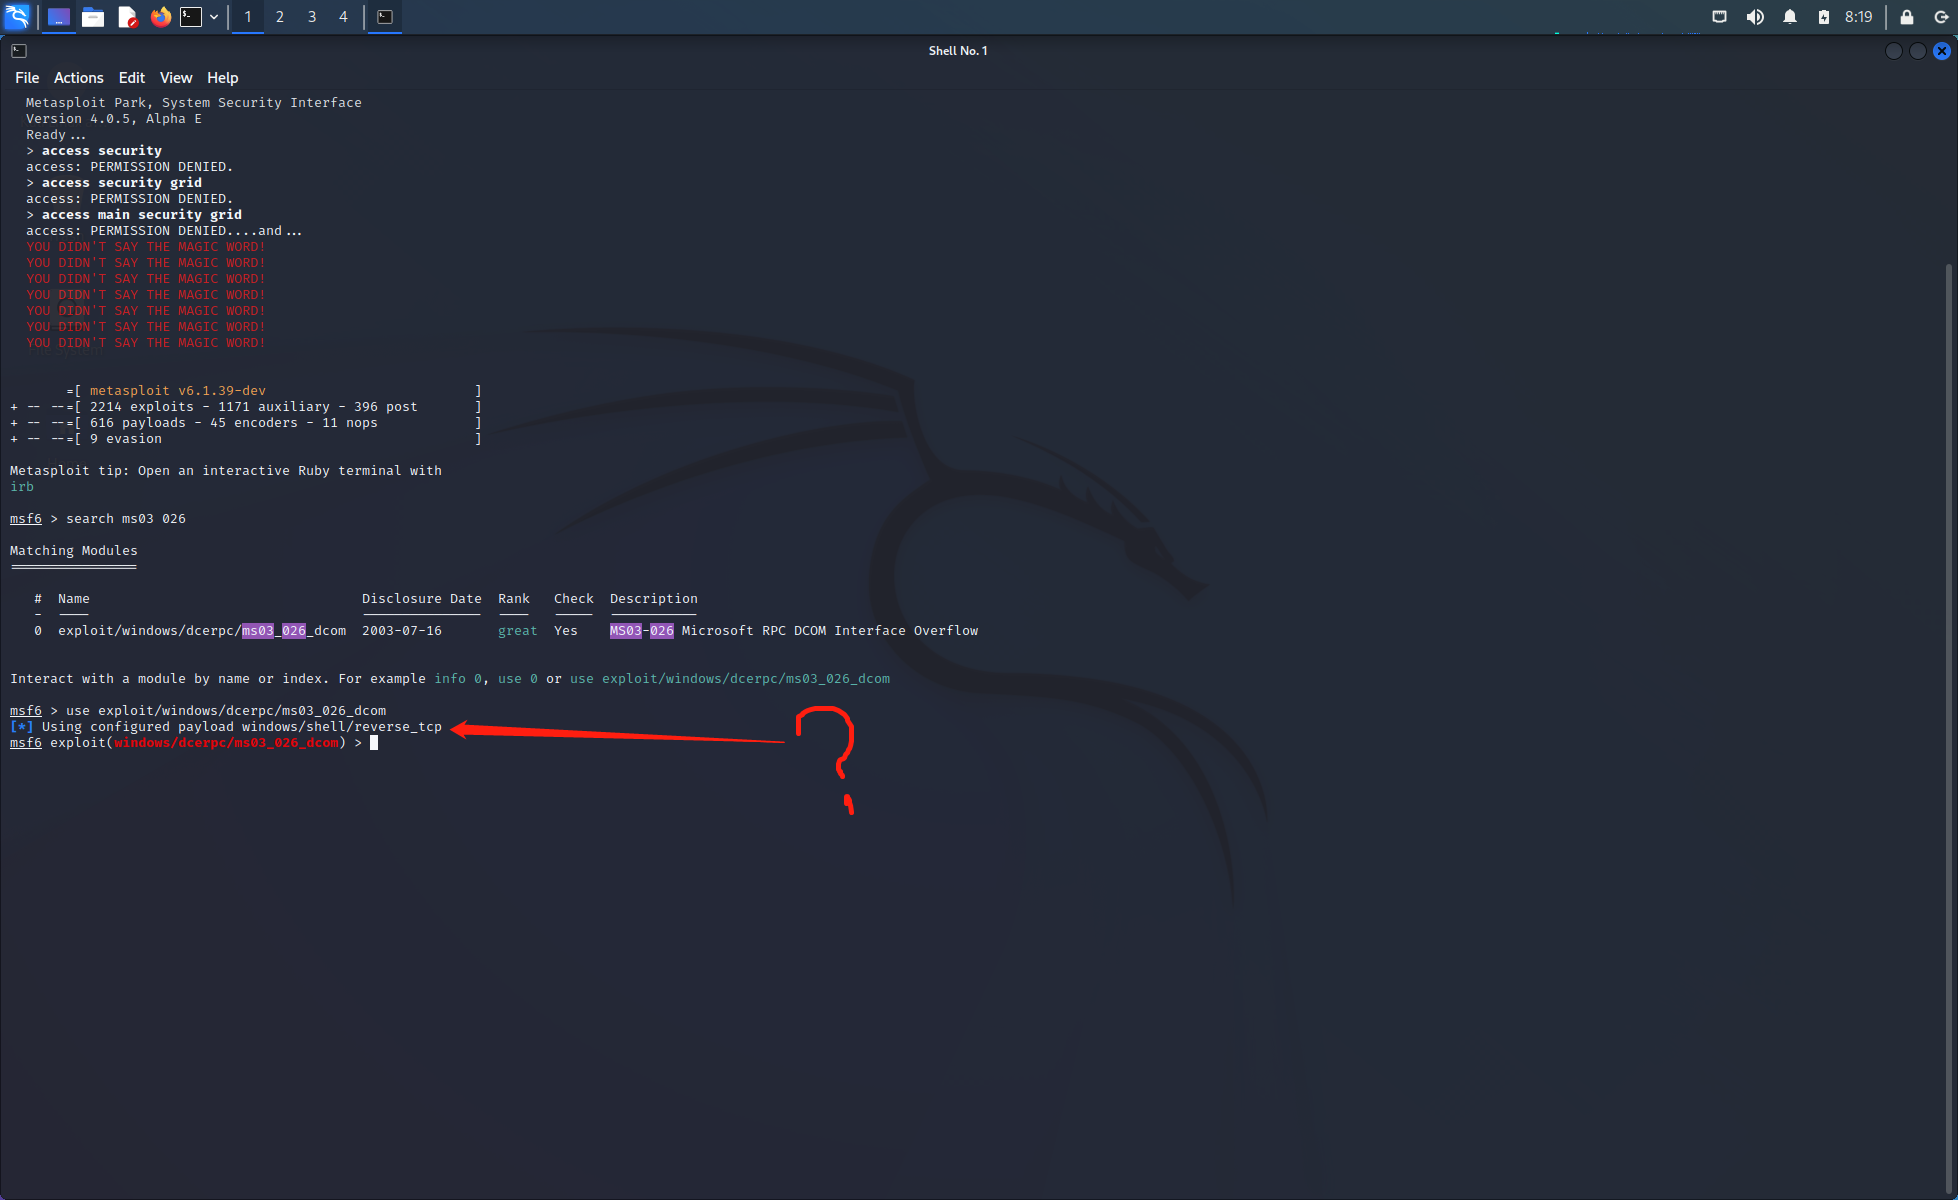 1 2 3 4 8:19
Shell No. 1
File Actions Edit View Help
Metasploit Park, System Security Interface
Version 4.0.5, Alpha E
Ready...
> access security
access: PERMISSION DENIED.
> access security grid
access: PERMISSION DENIED.
> access main security grid
access: PERMISSION DENIED....and...
YOU DIDN'T SAY THE MAGIC WORD!
YOU DIDN'T SAY THE MAGIC WORD!
YOU DIDN'T SAY THE MAGIC WORD!
YOU DIDN'T SAY THE MAGIC WORD!
YOU DIDN'T SAY THE MAGIC WORD!
YOU DIDN'T SAY THE MAGIC WORD!
YOU DIDN'T SAY THE MAGIC WORD!
=[ metasploit v6.1.39-dev ]
+ -- --=[ 2214 exploits - 1171 auxiliary - 396 post ]
+ -- --=[ 616 payloads - 45 encoders - 11 nops ]
+ -- --=[ 9 evasion ]
Metasploit tip: Open an interactive Ruby terminal with
irb
msf6 > search ms03 026
Matching Modules
================
# Name Disclosure Date Rank Check Description
- ---- --------------- ---- ----- -----------
0 exploit/windows/dcerpc/ms03_026_dcom 2003-07-16 great Yes MS03-026 Microsoft RPC DCOM Interface Overflow
Interact with a module by name or index. For example info 0, use 0 or use exploit/windows/dcerpc/ms03_026_dcom
msf6 > use exploit/windows/dcerpc/ms03_026_dcom
[*] Using configured payload windows/shell/reverse_tcp
msf6 exploit(windows/dcerpc/ms03_026_dcom) >
?